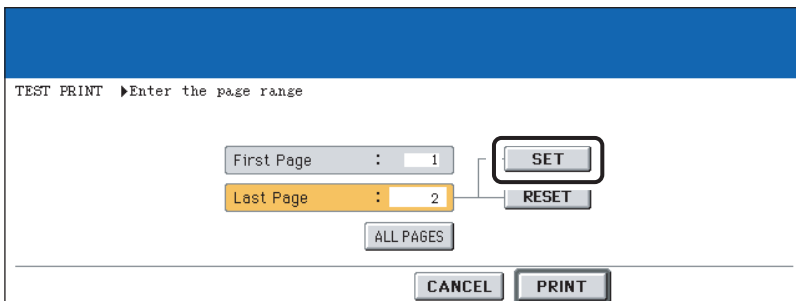 TEST PRINT ▶Enter the page range
First Page : 1 SET
Last Page : 2 RESET
ALL PAGES
CANCEL PRINT